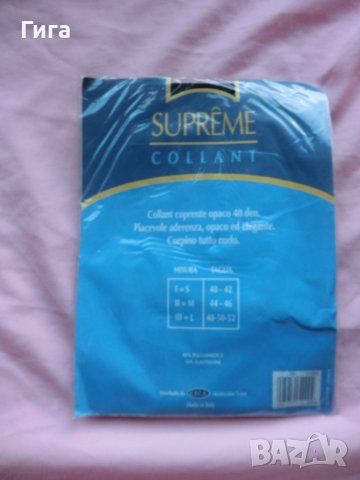 Гига
SUPRÊME
COLLANT
Collant coprente opaco 40 den.
Piacevole aderenza, opaco ed elegante.
Corpino tutto nudo.
MISURA TAGLIA
I = S 40 - 42
II = M 44 - 46
III = L 48-50-52
Made in Italy
BAZAR